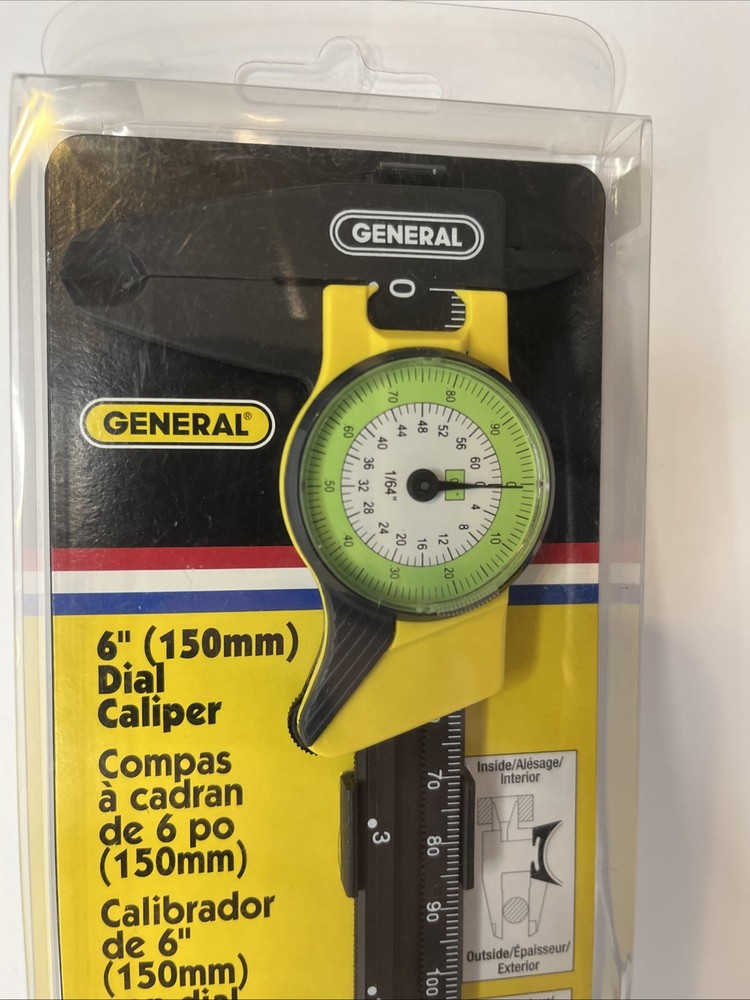 GENERAL
0
GENERAL®
90
80
70
60
50
40
30
20
10
0
60
56
52
48
44
40
36
32
28
24
20
16
12
8
4
0
1/64"
6" (150mm)
Dial
Caliper
Compas
à cadran
de 6 po
(150mm)
Calibrador
de 6"
(150mm)
70
3
80
90
100
Inside/Alésage/
Interior
Outside/Épaisseur/
Exterior